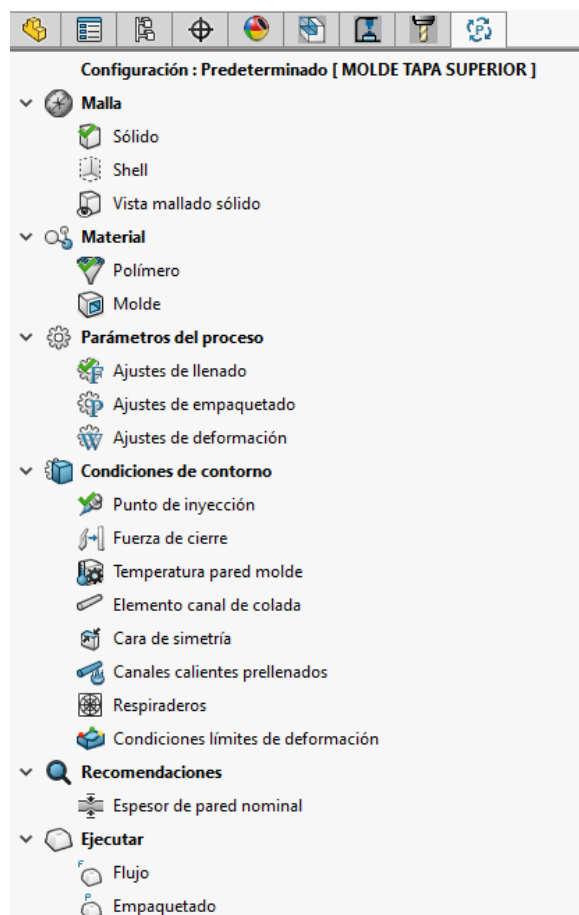 Configuración : Predeterminado [ MOLDE TAPA SUPERIOR ]
Malla
Sólido
Shell
Vista mallado sólido
Material
Polímero
Molde
Parámetros del proceso
Ajustes de llenado
Ajustes de empaquetado
Ajustes de deformación
Condiciones de contorno
Punto de inyección
Fuerza de cierre
Temperatura pared molde
Elemento canal de colada
Cara de simetría
Canales calientes prellenados
Respiraderos
Condiciones límites de deformación
Recomendaciones
Espesor de pared nominal
Ejecutar
Flujo
Empaquetado